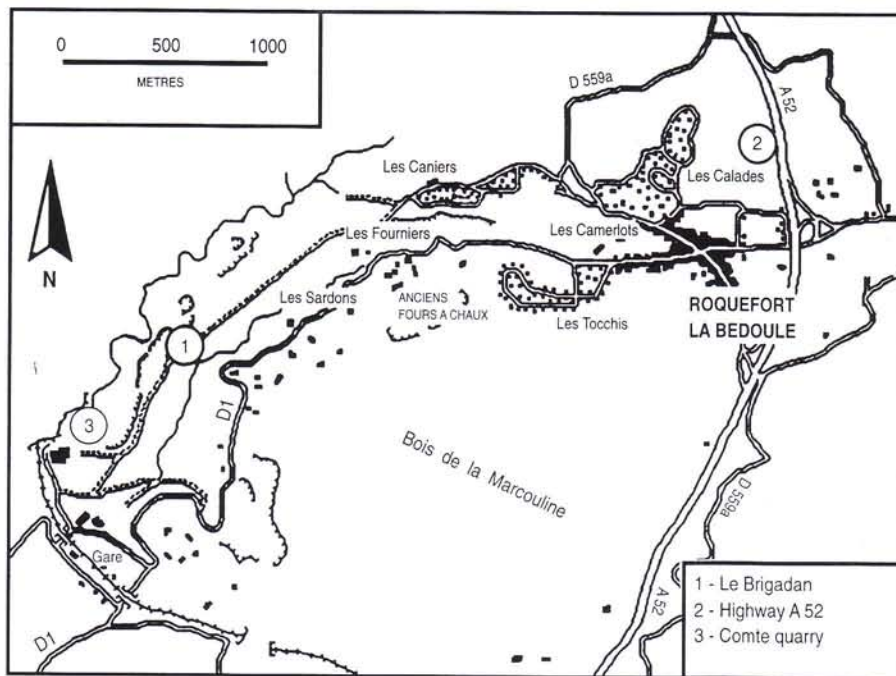 0 500 1000
METRES
D 559a
A 52
2
Les Caniers
Les Calades
Les Fourniers
Les Camerlots
N
Les Sardons
ANCIENS
FOURS A CHAUX
Les Tocchis
ROQUEFORT
LA BEDOULE
1
D1
3
Bois de la Marcouline
D 559a
Gare
A 52
D1
1 - Le Brigadan
2 - Highway A 52
3 - Comte quarry